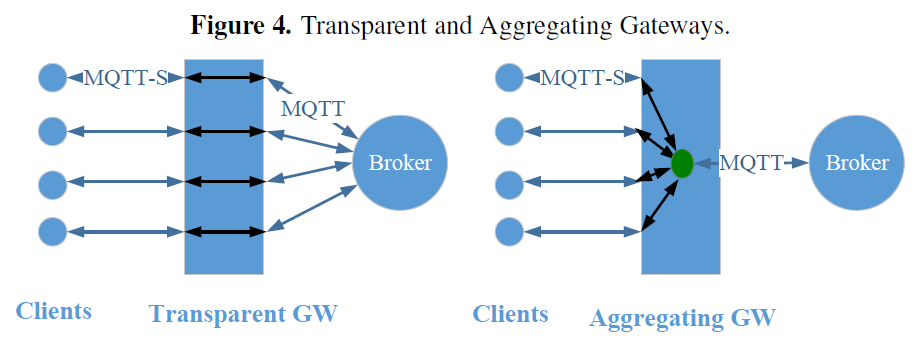 Figure 4. Transparent and Aggregating Gateways.
MQTT-S
MQTT
Broker
Clients
Transparent GW
MQTT-S
MQTT
Broker
Clients
Aggregating GW